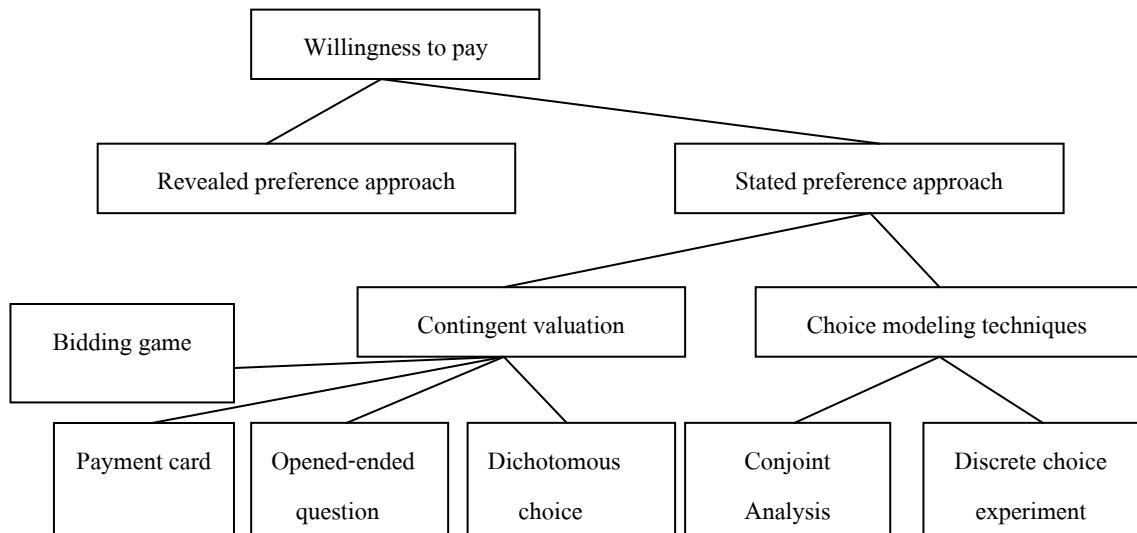 Willingness to pay
Revealed preference approach
Stated preference approach
Contingent valuation
Choice modeling techniques
Bidding game
Payment card
Opened-ended
question
Dichotomous
choice
Conjoint
Analysis
Discrete choice
experiment